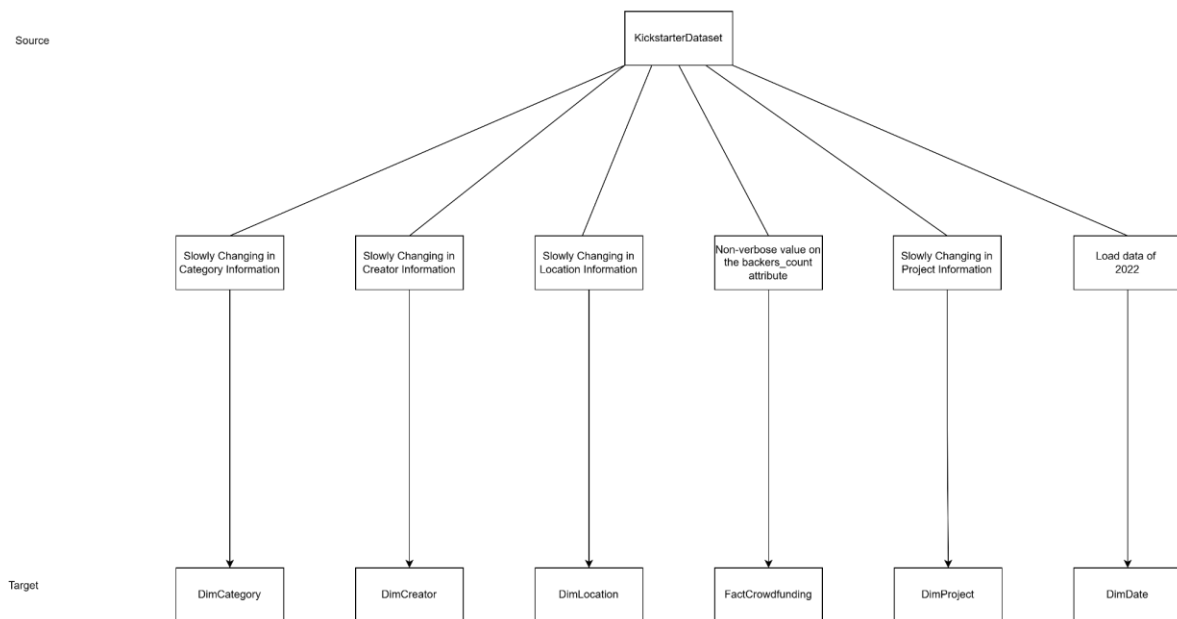 Source
KickstarterDataset
Slowly Changing in
Category Information
Slowly Changing in
Creator Information
Slowly Changing in
Location Information
Non-verbose value on
the backers_count
attribute
Slowly Changing in
Project Information
Load data of
2022
Target
DimCategory
DimCreator
DimLocation
FactCrowdfunding
DimProject
DimDate